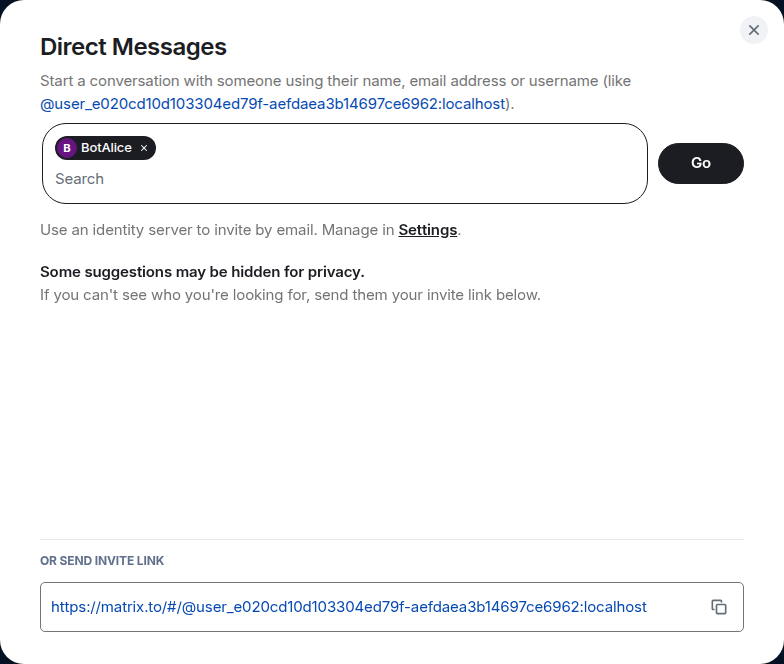 Direct Messages
Start a conversation with someone using their name, email address or username (like
@user_e020cd10d103304ed79f-aefdaea3b14697ce6962:localhost).
B BotAlice ×
Search
Go
Use an identity server to invite by email. Manage in Settings.
Some suggestions may be hidden for privacy.
If you can't see who you're looking for, send them your invite link below.
OR SEND INVITE LINK
https://matrix.to/#/@user_e020cd10d103304ed79f-aefdaea3b14697ce6962:localhost